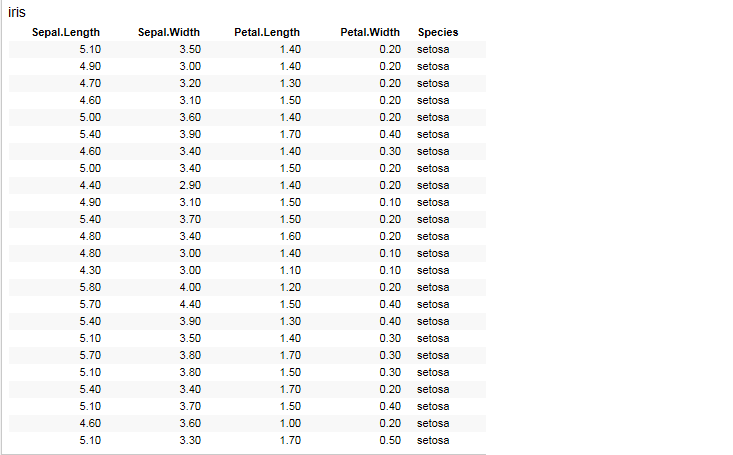 iris
Sepal.Length Sepal.Width Petal.Length Petal.Width Species
5.10 3.50 1.40 0.20 setosa
4.90 3.00 1.40 0.20 setosa
4.70 3.20 1.30 0.20 setosa
4.60 3.10 1.50 0.20 setosa
5.00 3.60 1.40 0.20 setosa
5.40 3.90 1.70 0.40 setosa
4.60 3.40 1.40 0.30 setosa
5.00 3.40 1.50 0.20 setosa
4.40 2.90 1.40 0.20 setosa
4.90 3.10 1.50 0.10 setosa
5.40 3.70 1.50 0.20 setosa
4.80 3.40 1.60 0.20 setosa
4.80 3.00 1.40 0.10 setosa
4.30 3.00 1.10 0.10 setosa
5.80 4.00 1.20 0.20 setosa
5.70 4.40 1.50 0.40 setosa
5.40 3.90 1.30 0.40 setosa
5.10 3.50 1.40 0.30 setosa
5.70 3.80 1.70 0.30 setosa
5.10 3.80 1.50 0.30 setosa
5.40 3.40 1.70 0.20 setosa
5.10 3.70 1.50 0.40 setosa
4.60 3.60 1.00 0.20 setosa
5.10 3.30 1.70 0.50 setosa